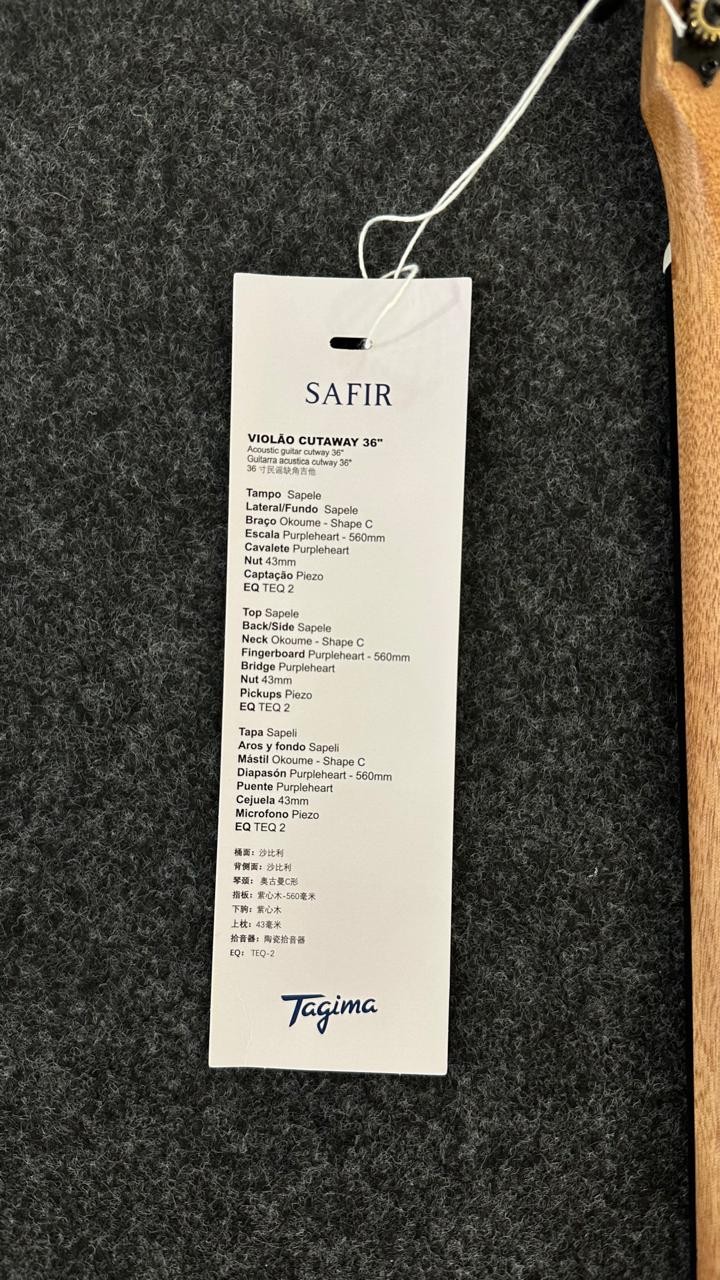 SAFIR
VIOLÃO CUTAWAY 36"
Acoustic guitar cutway 36"
Guitarra acustica cutway 36"
36 寸民谣缺角吉他
Tampo Sapele
Lateral/Fundo Sapele
Braço Okoume - Shape C
Escala Purpleheart - 560mm
Cavalete Purpleheart
Nut 43mm
Captação Piezo
EQ TEQ 2
Top Sapele
Back/Side Sapele
Neck Okoume - Shape C
Fingerboard Purpleheart - 560mm
Bridge Purpleheart
Nut 43mm
Pickups Piezo
EQ TEQ 2
Tapa Sapeli
Aros y fondo Sapeli
Mástil Okoume - Shape C
Diapasón Purpleheart - 560mm
Puente Purpleheart
Cejuela 43mm
Microfono Piezo
EQ TEQ 2
桶面：沙比利
背侧面：沙比利
琴颈：奥古曼C形
指板：紫心木-560毫米
下驹：紫心木
上枕：43毫米
拾音器：陶瓷拾音器
EQ：TEQ-2
Tagima